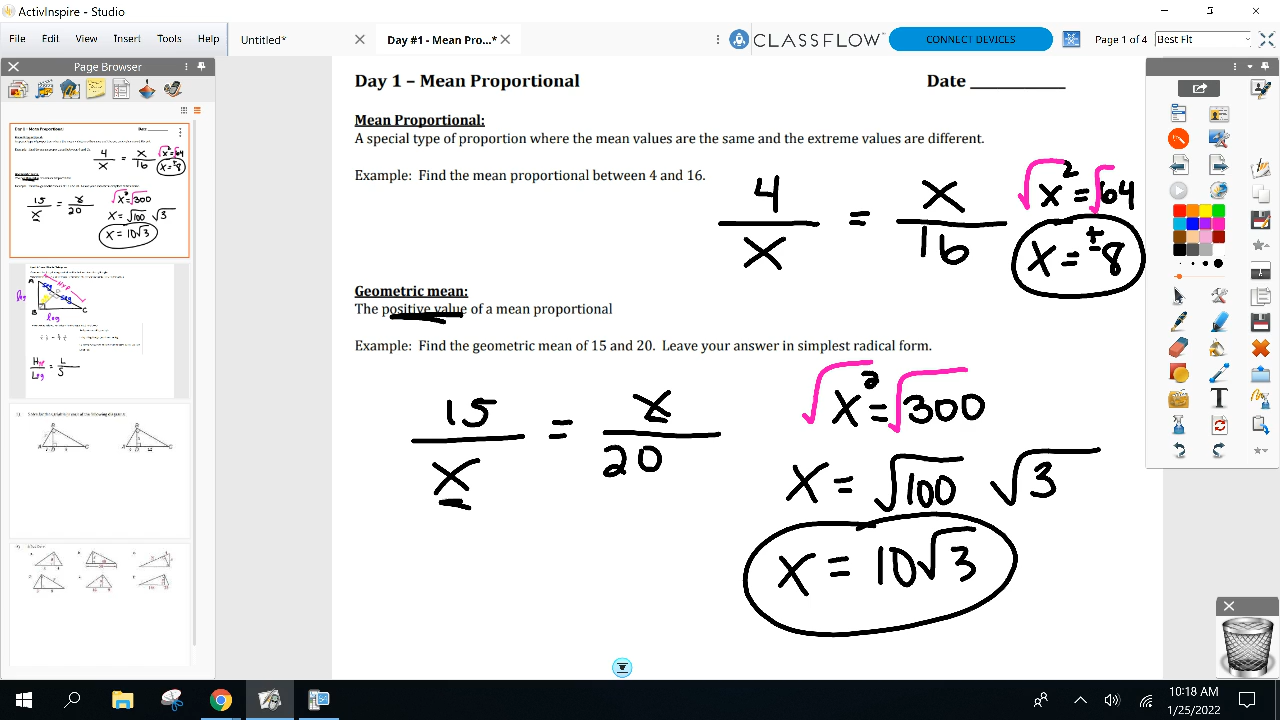 ActivInspire - Studio
File Edit View Insert Tools Help
Untitled*
Day #1 - Mean Pro...*
CLASSFLOW
CONNECT DEVICES
Page 1 of 4
Best Fit
Page Browser
Day 1 – Mean Proportional
Date ___________
Mean Proportional:
A special type of proportion where the mean values are the same and the extreme values are different.
Example: Find the mean proportional between 4 and 16.
4/x = x/16
√x² = √64
x = ±8
Geometric mean:
The positive value of a mean proportional
Example: Find the geometric mean of 15 and 20. Leave your answer in simplest radical form.
15/x = x/20
√x² = √300
x = √100 √3
x = 10√3
10:18 AM
1/25/2022